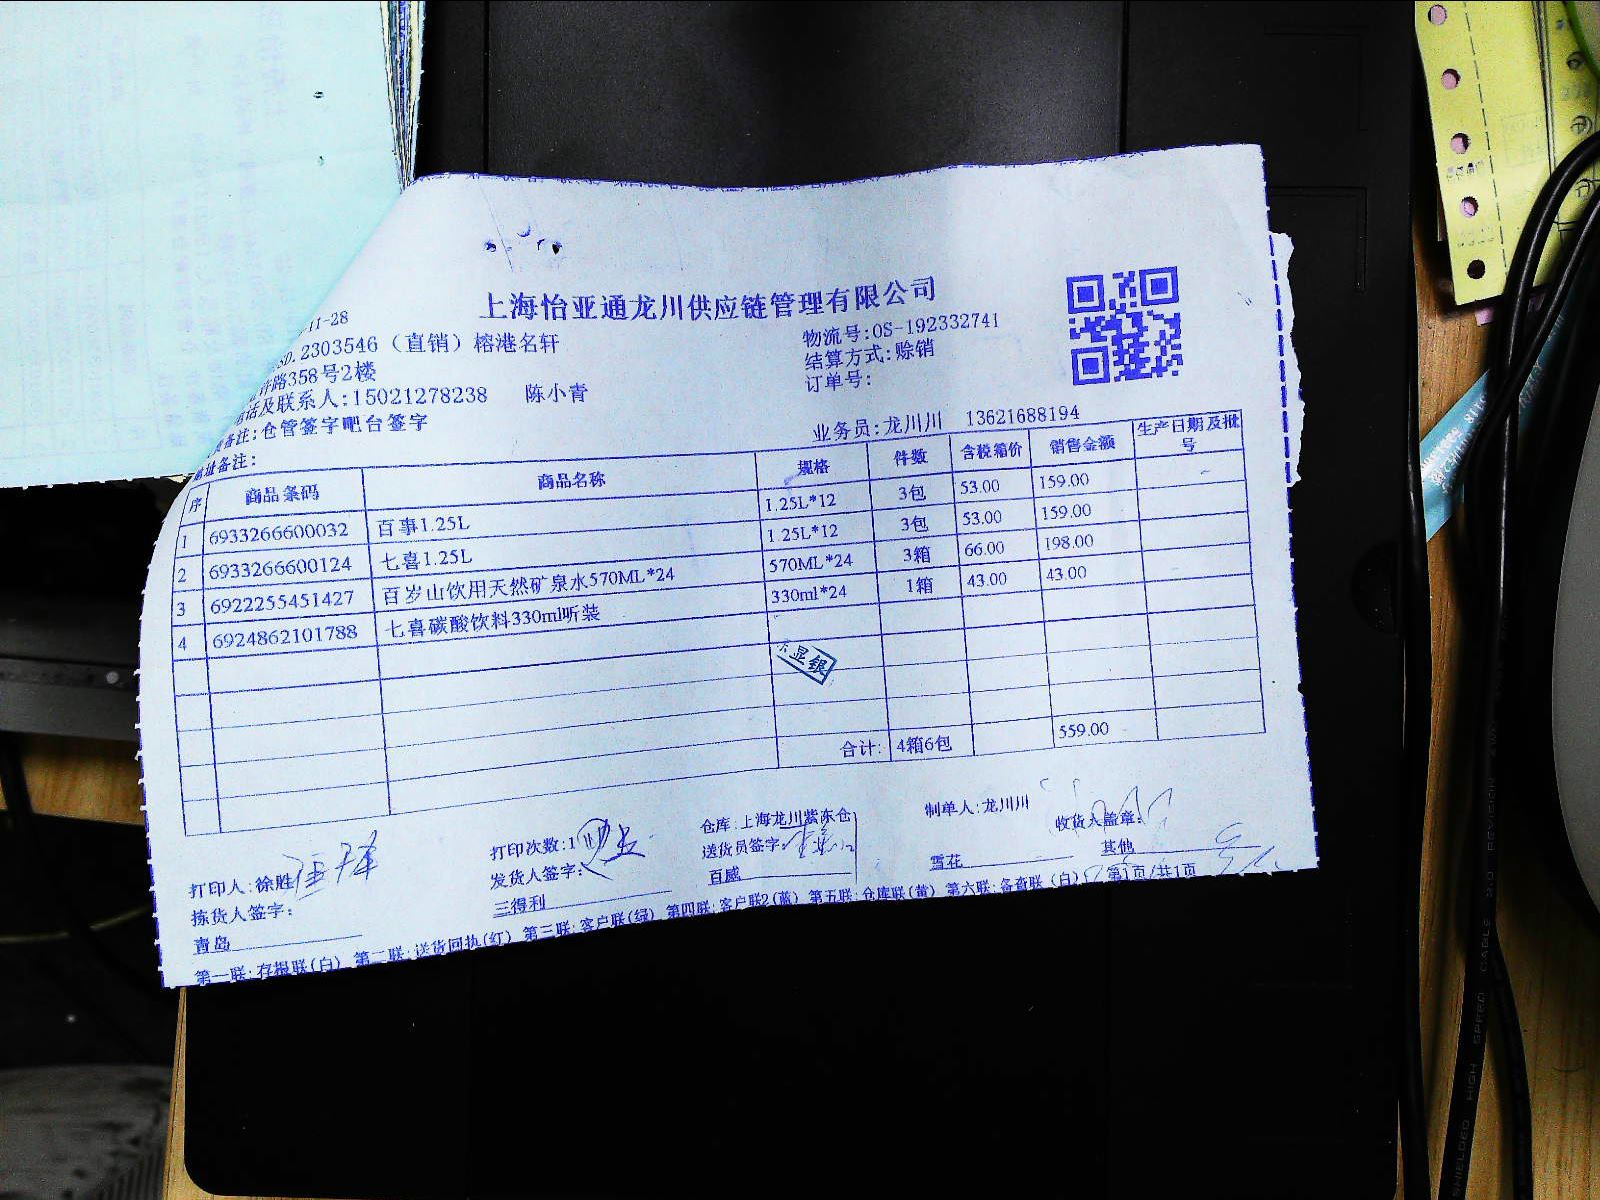 上海怡亚通龙川供应链管理有限公司
11-28
物流号:OS-192332741
2303546（直销）榕港名轩
结算方式:赊销
路358号2楼
订单号:
电话及联系人:15021278238 陈小青
备注:仓管签字吧台签字
业务员:龙川川 13621688194
地址备注:
序 商品条码 商品名称 规格 件数 含税箱价 销售金额 生产日期及批号
1 6933266600032 百事1.25L 1.25L*12 3包 53.00 159.00
2 6933266600124 七喜1.25L 1.25L*12 3包 53.00 159.00
3 6922255451427 百岁山饮用天然矿泉水570ML*24 570ML*24 3箱 66.00 198.00
4 6924862101788 七喜碳酸饮料330ml听装 330ml*24 1箱 43.00 43.00
显银
合计: 4箱6包 559.00
打印人:徐胜 打印次数:1 仓库:上海龙川紫东仓 制单人:龙川川
拣货人签字: 发货人签字: 送货员签字: 收货人盖章:
青岛 三得利 百威 雪花 其他
第一联:存根联(白) 第二联:送货回执(红) 第三联:客户联(绿) 第四联:客户联2(蓝) 第五联:仓库联(黄) 第六联:备查联(白) 第1页/共1页